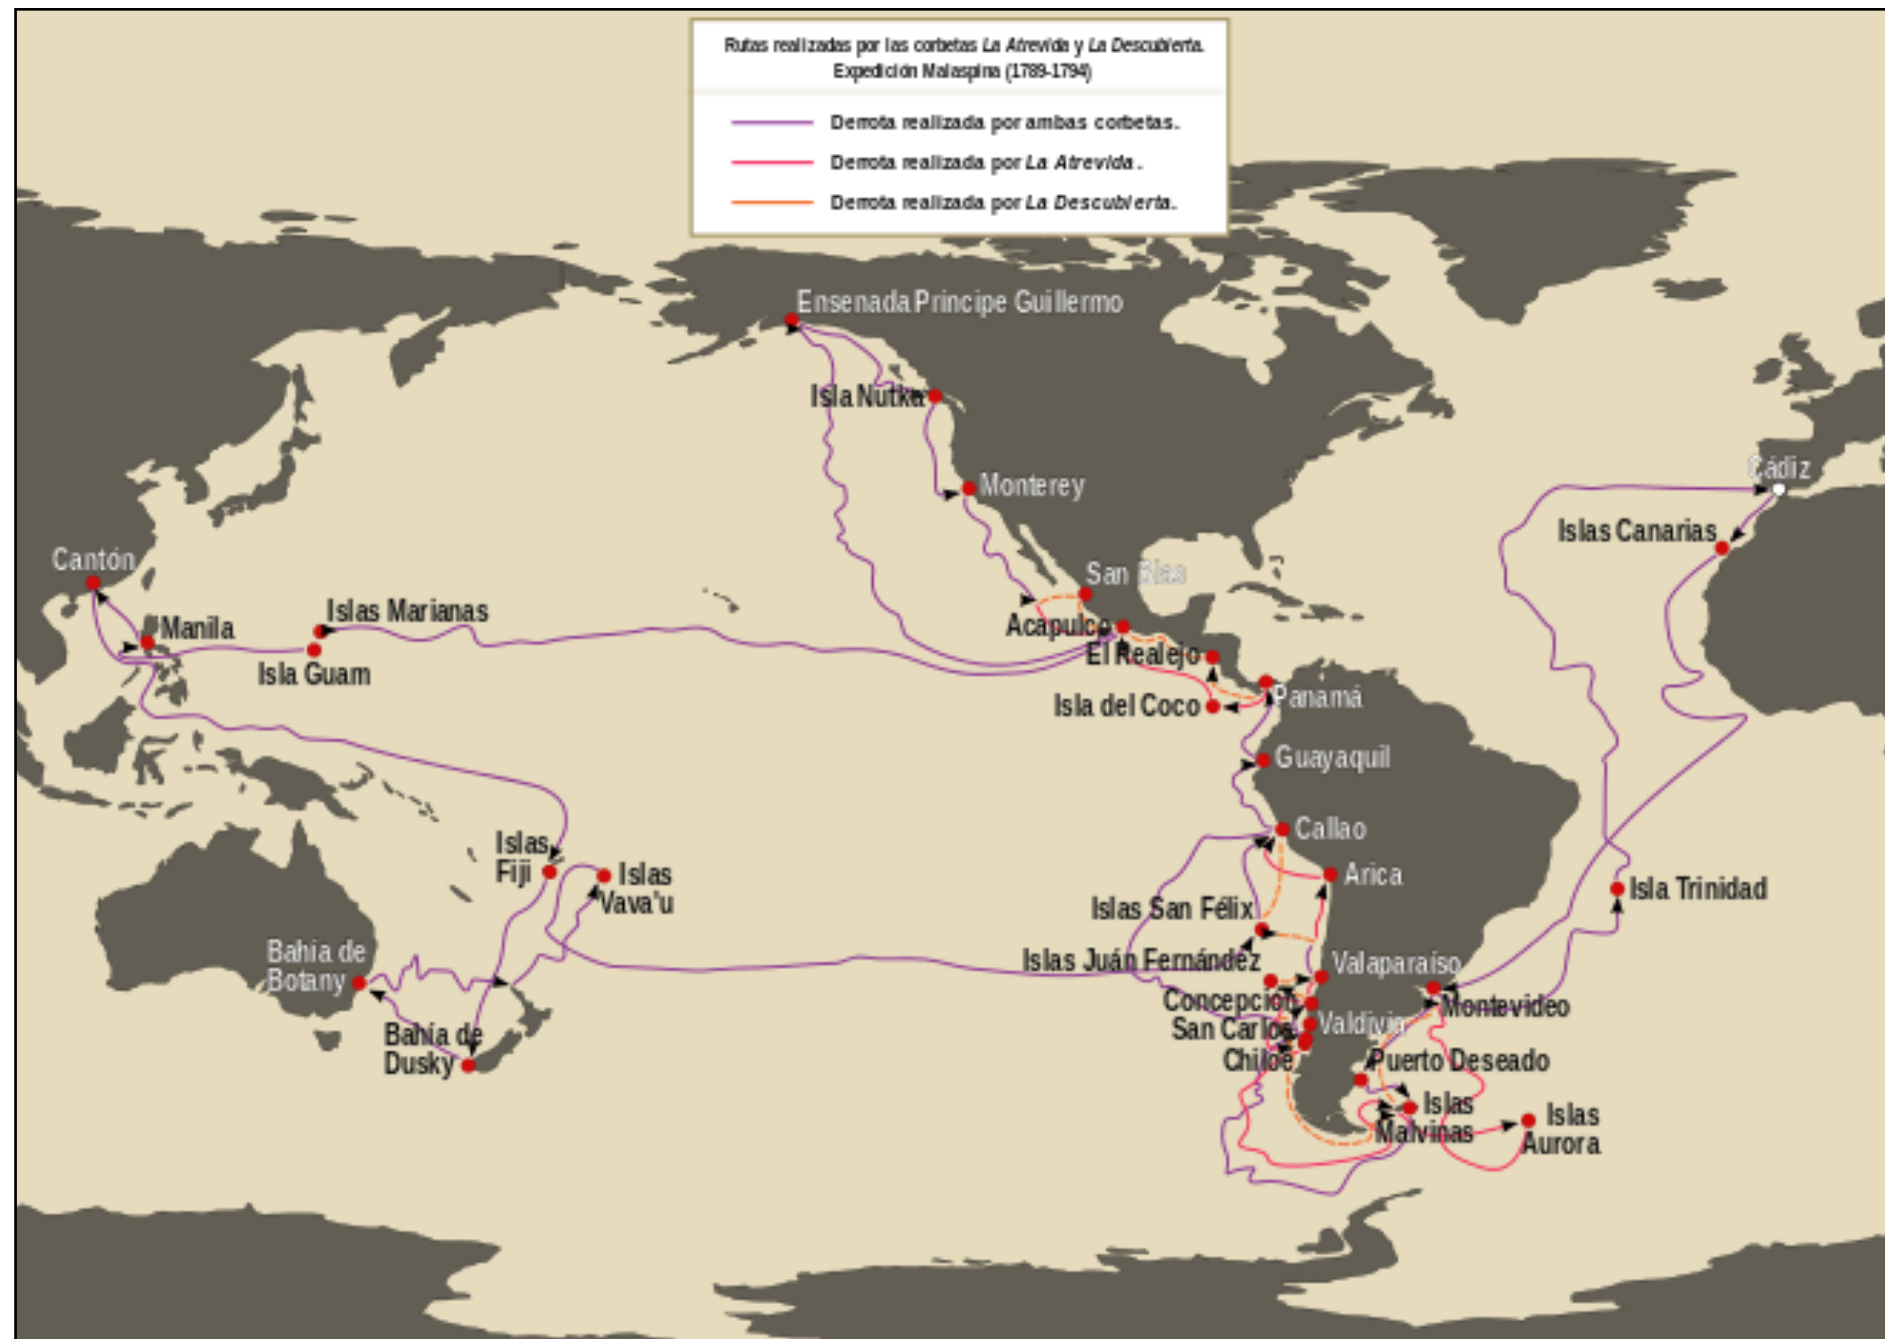 Rutas realizadas por las corbetas La Atrevida y La Descubierta.
Expedición Malaspina (1789-1794)
Derrota realizada por ambas corbetas.
Derrota realizada por La Atrevida.
Derrota realizada por La Descubierta.
Ensenada Principe Guillermo
Isla Nutka
Monterey
Cádiz
Islas Canarias
Cantón
San Blas
Islas Marianas
Manila
Acapulco
El Realejo
Isla Guam
Panamá
Isla del Coco
Guayaquil
Callao
Islas
Fiji
Islas
Vava'u
Arica
Isla Trinidad
Islas San Félix
Bahía de
Botany
Islas Juán Fernández
Valaparaíso
Concepción
Montevideo
San Carlos
Chiloé
Valdivia
Bahía de
Dusky
Puerto Deseado
Islas
Malvinas
Islas
Aurora